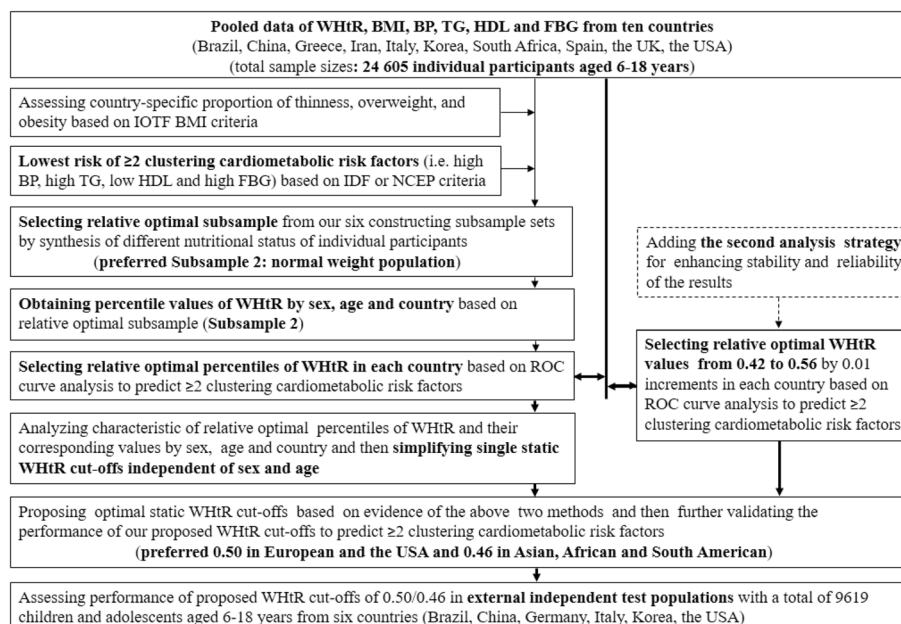 Pooled data of WHtR, BMI, BP, TG, HDL and FBG from ten countries
(Brazil, China, Greece, Iran, Italy, Korea, South Africa, Spain, the UK, the USA)
(total sample sizes: 24 605 individual participants aged 6-18 years)
Assessing country-specific proportion of thinness, overweight, and
obesity based on IOTF BMI criteria
Lowest risk of ≥2 clustering cardiometabolic risk factors (i.e. high
BP, high TG, low HDL and high FBG) based on IDF or NCEP criteria
Selecting relative optimal subsample from our six constructing subsample sets
by synthesis of different nutritional status of individual participants
(preferred Subsample 2: normal weight population)
Adding the second analysis strategy
for enhancing stability and reliability
of the results
Obtaining percentile values of WHtR by sex, age and country based on
relative optimal subsample (Subsample 2)
Selecting relative optimal percentiles of WHtR in each country based on ROC
curve analysis to predict ≥2 clustering cardiometabolic risk factors
Selecting relative optimal WHtR
values from 0.42 to 0.56 by 0.01
increments in each country based on
ROC curve analysis to predict ≥2
clustering cardiometabolic risk factors
Analyzing characteristic of relative optimal percentiles of WHtR and their
corresponding values by sex, age and country and then simplifying single static
WHtR cut-offs independent of sex and age
Proposing optimal static WHtR cut-offs based on evidence of the above two methods and then further validating the
performance of our proposed WHtR cut-offs to predict ≥2 clustering cardiometabolic risk factors
(preferred 0.50 in European and the USA and 0.46 in Asian, African and South American)
Assessing performance of proposed WHtR cut-offs of 0.50/0.46 in external independent test populations with a total of 9619
children and adolescents aged 6-18 years from six countries (Brazil, China, Germany, Italy, Korea, the USA)